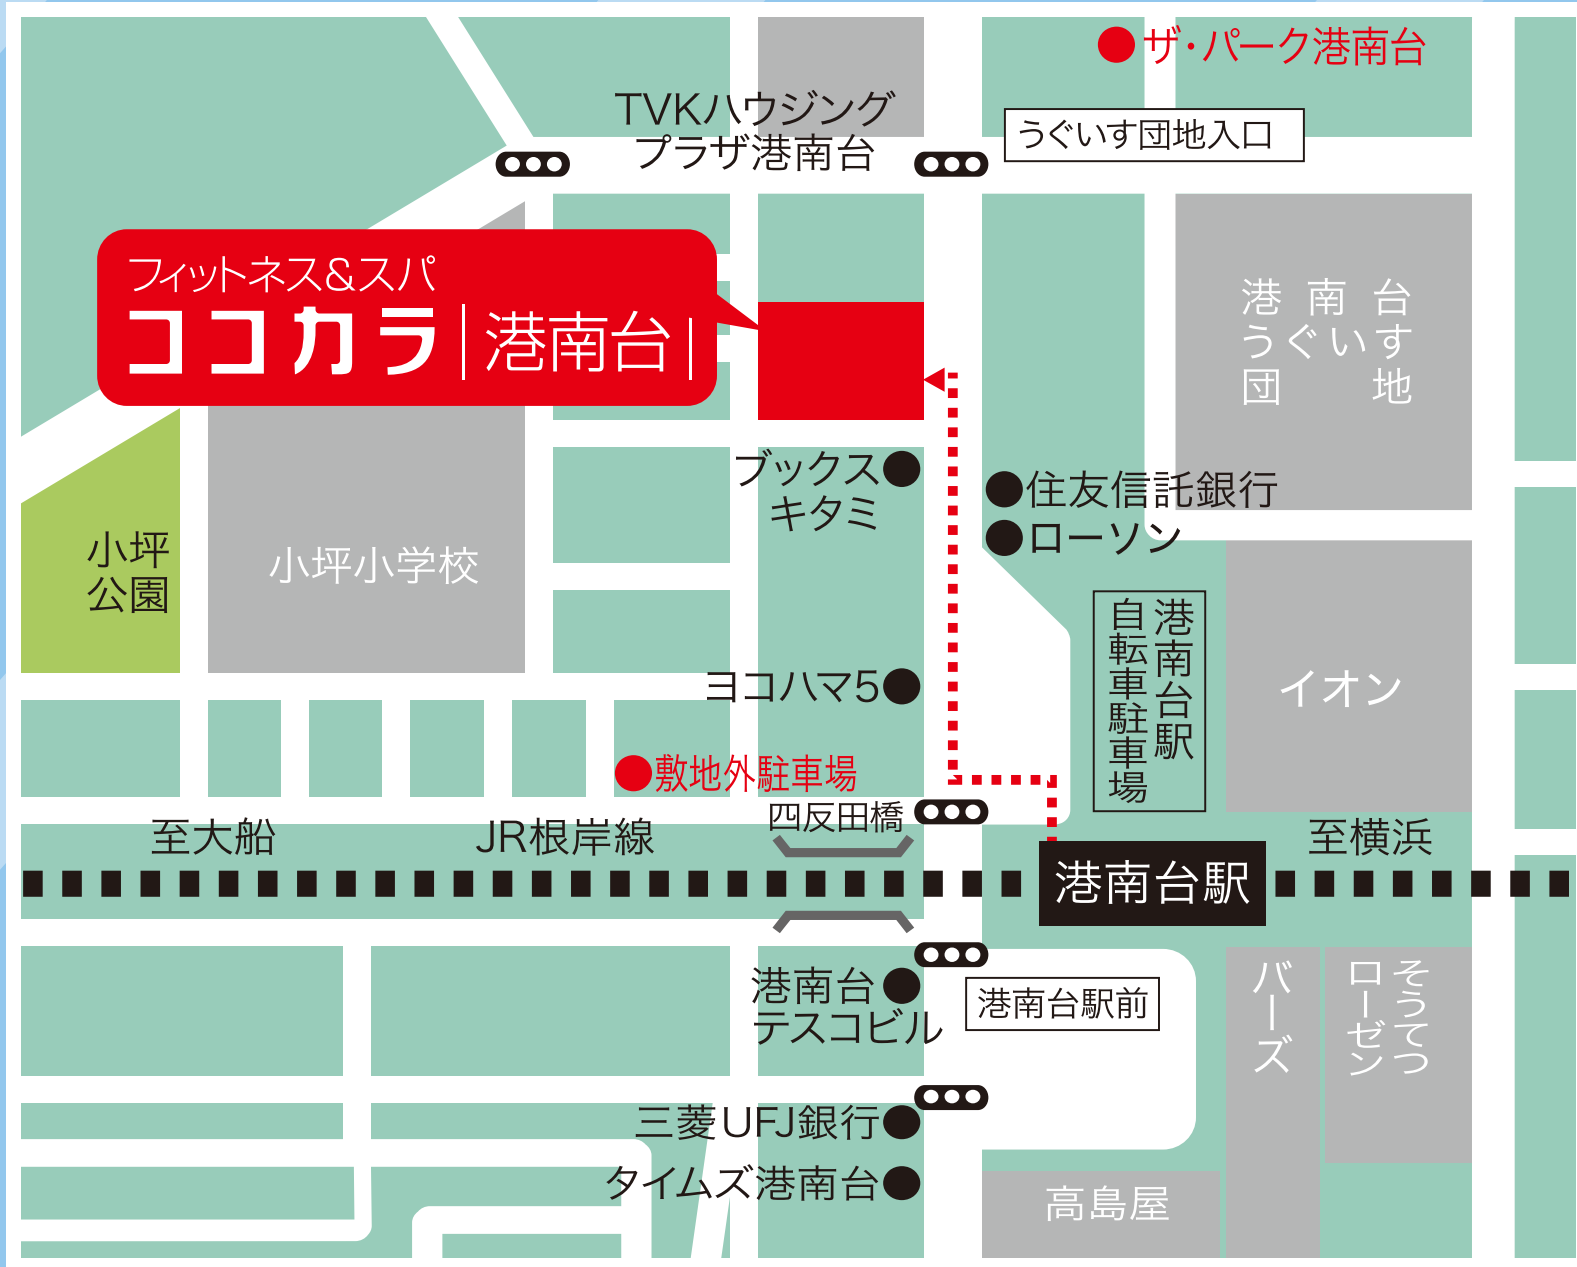 ザ・パーク港南台
TVKハウジング
プラザ港南台
うぐいす団地入口
フィットネス&スパ
ココカラ|港南台|
港南台
うぐいす
団地
ブックス
キタミ
住友信託銀行
ローソン
小坪
公園
小坪小学校
港南台駅
自転車駐車場
ヨコハマ5
イオン
敷地外駐車場
四反田橋
至大船
JR根岸線
至横浜
港南台駅
港南台
テスコビル
港南台駅前
バーズ
そうてつ
ローゼン
三菱UFJ銀行
タイムズ港南台
高島屋